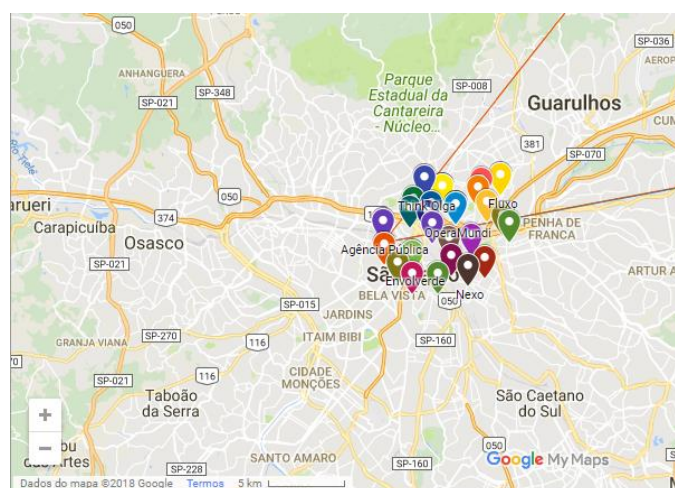 050
SP-036
ANHANGUERA
SP-008
AEROP
SP-021
SP-348
Parque
Estadual da
Cantareira
- Núcleo...
Guarulhos
CUM
381
SP-070
050
Rio Tiête
arueri
374
Think Olga
Fluxo
Carapicuíba
Osasco
OperaMundi
PENHA DE
FRANÇA
Agência Pública
ARTUR A
Envolverde
BELA VISTA
Nexo
SP-015
050
JARDINS
SP-270
ITAIM BIBI
SP-160
GRANJA VIANA
116
SP-021
116
CIDADE
MONÇÕES
Taboão
da Serra
São Caetano
do Sul
+
−
das Artes
SANTO AMARO
SP-228
SP-160
050
Google My Maps
Dados do mapa ©2018 Google Termos 5 km